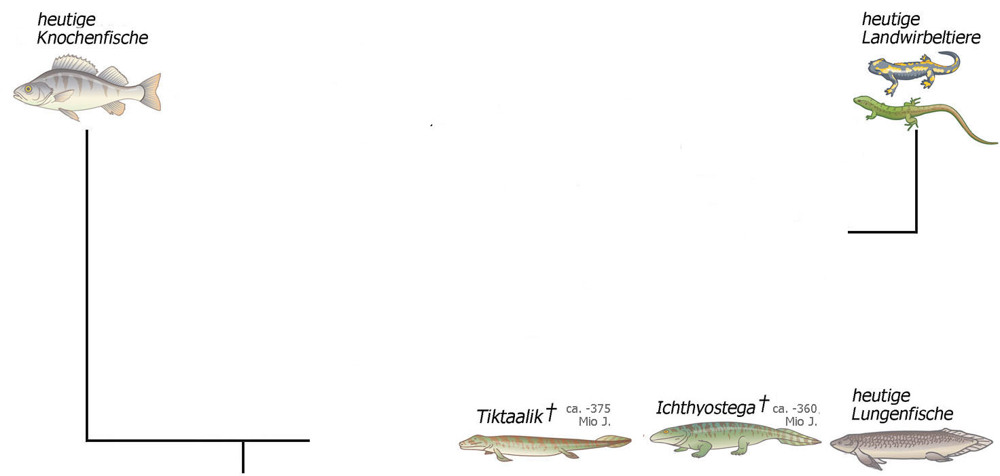 heutige
Knochenfische
heutige
Landwirbeltiere
Tiktaalik† ca. -375
Mio J.
Ichthyostega† ca. -360
Mio J.
heutige
Lungenfische